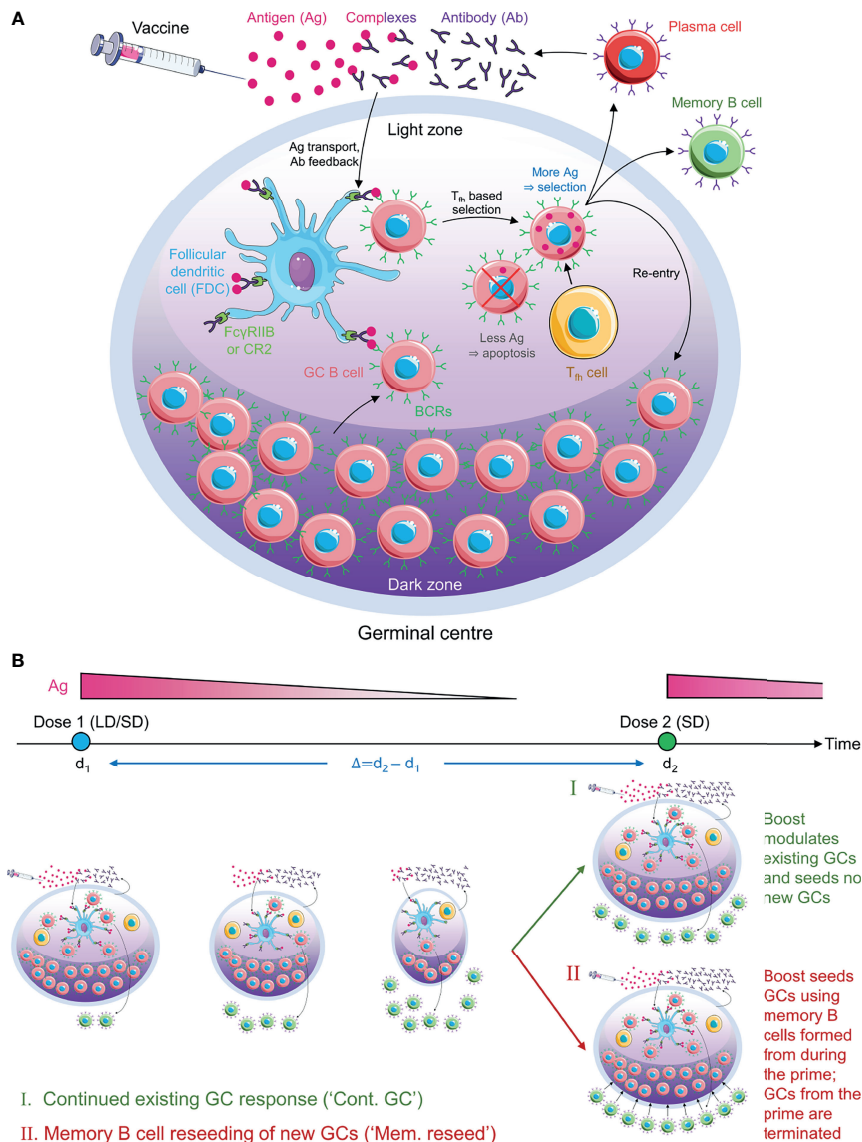 A
Vaccine
Antigen (Ag)
Complexes
Antibody (Ab)
Plasma cell
Memory B cell
Light zone
Ag transport,
Ab feedback
More Ag
⇒ selection
Tfh based
selection
Follicular
dendritic
cell (FDC)
Re-entry
FcγRIIB
or CR2
Less Ag
⇒ apoptosis
GC B cell
Tfh cell
BCRs
Dark zone
Germinal centre
B
Ag
Dose 1 (LD/SD)
Dose 2 (SD)
Time
d1
Δ=d2 – d1
d2
I
Boost
modulates
existing GCs
and seeds no
new GCs
II
Boost seeds
GCs using
memory B
cells formed
from during
the prime;
GCs from the
prime are
terminated
I. Continued existing GC response ('Cont. GC')
II. Memory B cell reseeding of new GCs ('Mem. reseed')